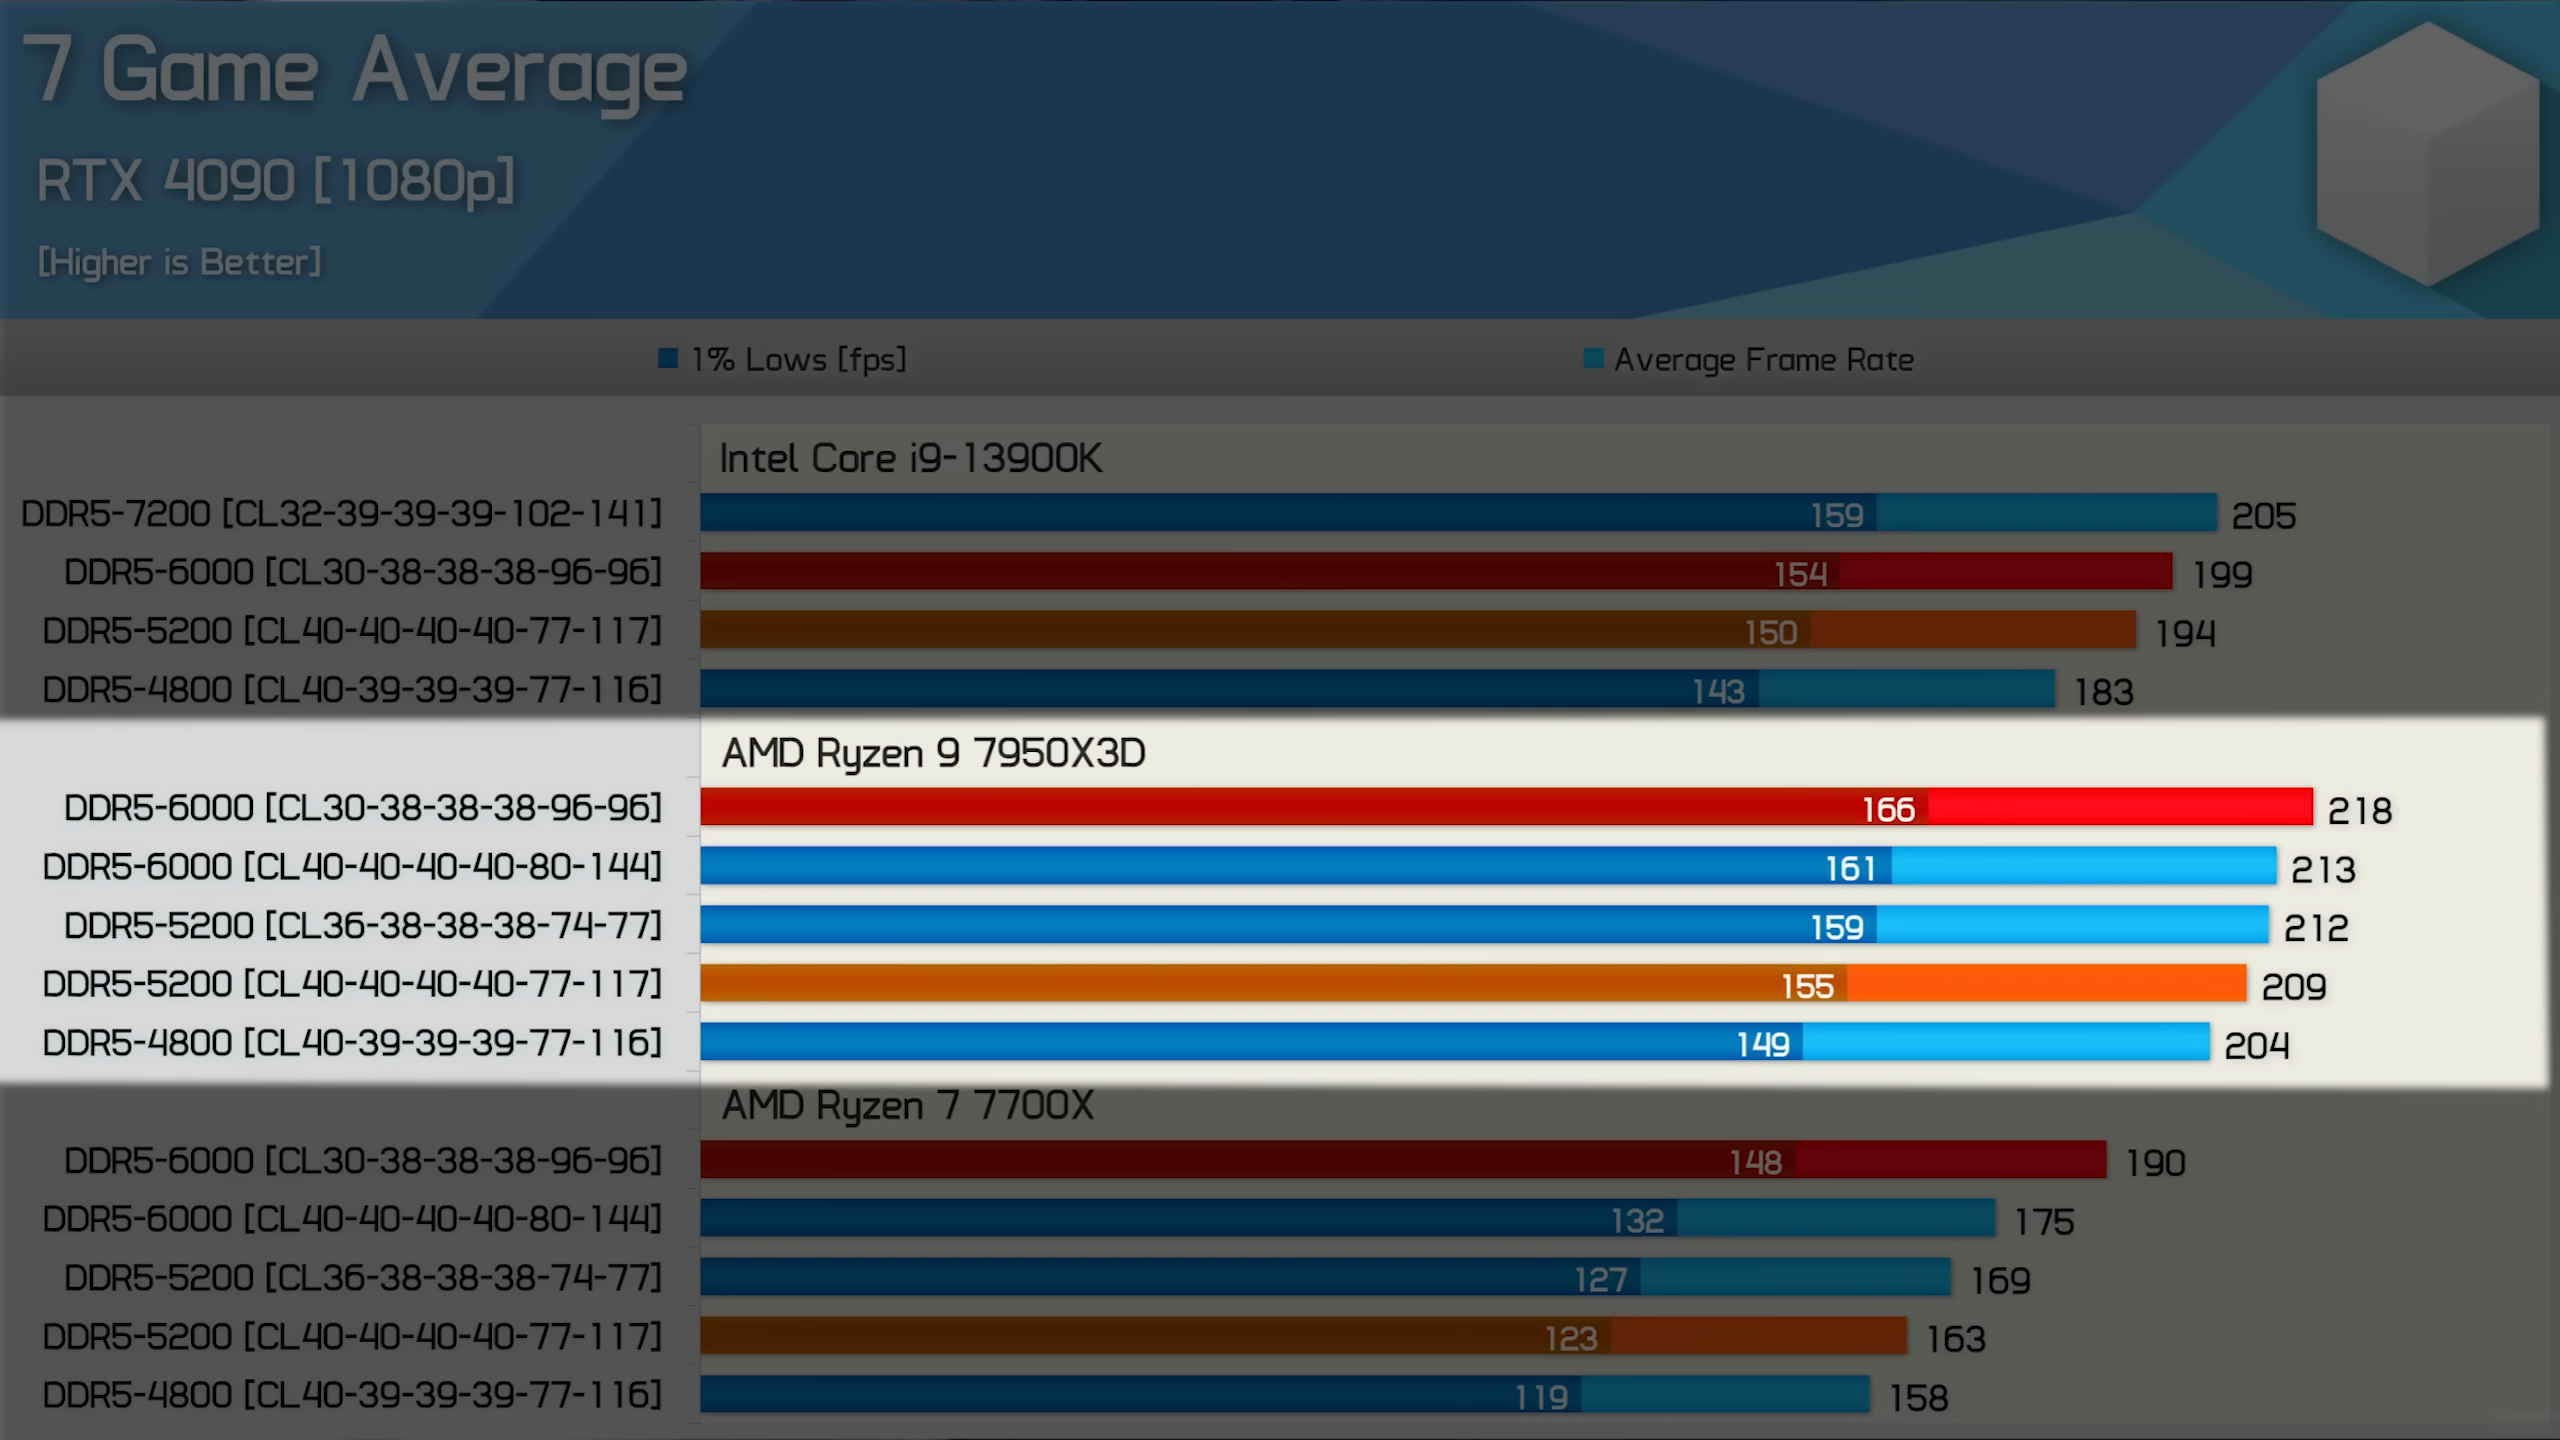 7 Game Average
RTX 4090 [1080p]
[Higher is Better]
1% Lows [fps] Average Frame Rate
Intel Core i9-13900K
DDR5-7200 [CL32-39-39-39-102-141] 159 205
DDR5-6000 [CL30-38-38-38-96-96] 154 199
DDR5-5200 [CL40-40-40-40-77-117] 150 194
DDR5-4800 [CL40-39-39-39-77-116] 143 183
AMD Ryzen 9 7950X3D
DDR5-6000 [CL30-38-38-38-96-96] 166 218
DDR5-6000 [CL40-40-40-40-80-144] 161 213
DDR5-5200 [CL36-38-38-38-74-77] 159 212
DDR5-5200 [CL40-40-40-40-77-117] 155 209
DDR5-4800 [CL40-39-39-39-77-116] 149 204
AMD Ryzen 7 7700X
DDR5-6000 [CL30-38-38-38-96-96] 148 190
DDR5-6000 [CL40-40-40-40-80-144] 132 175
DDR5-5200 [CL36-38-38-38-74-77] 127 169
DDR5-5200 [CL40-40-40-40-77-117] 123 163
DDR5-4800 [CL40-39-39-39-77-116] 119 158